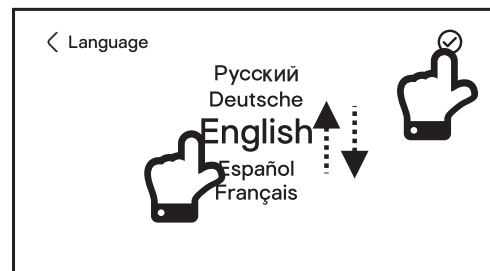 Language
Русский
Deutsche
English
Español
Français